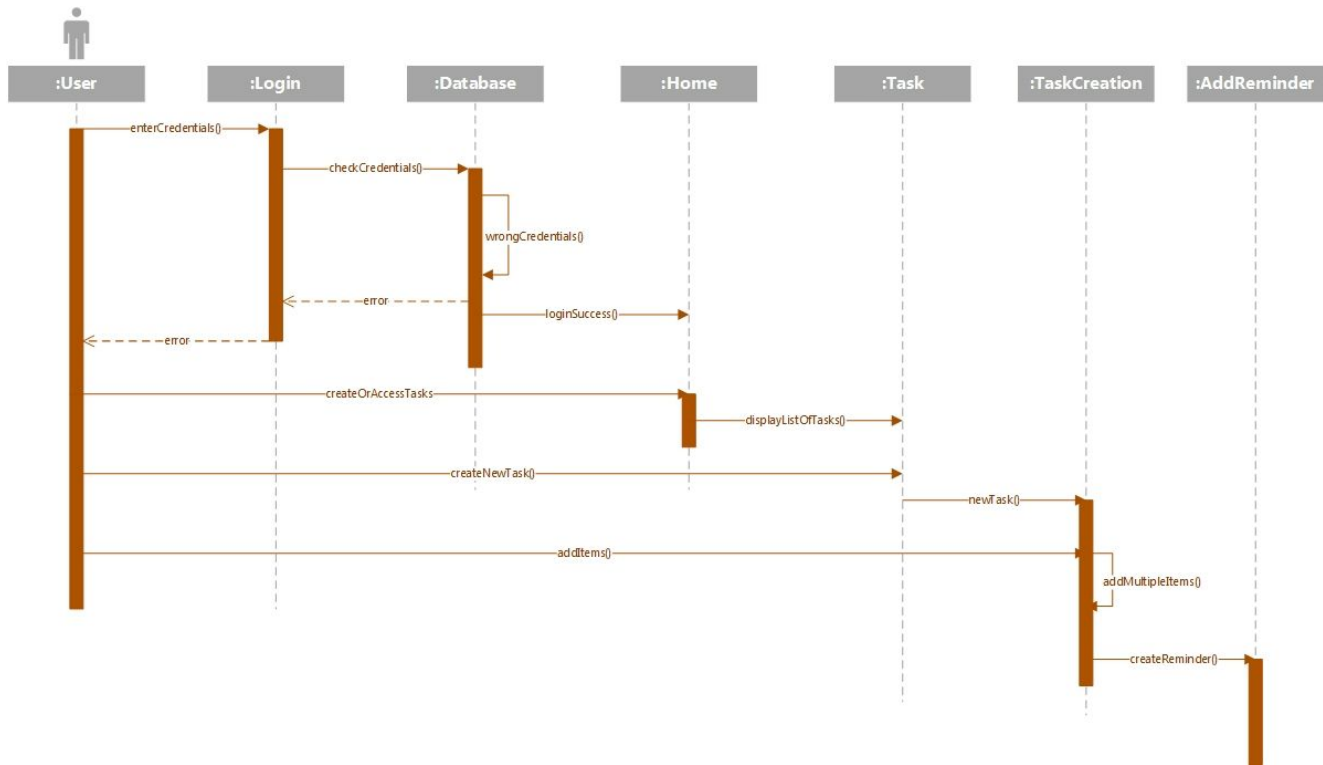 :User
:Login
:Database
:Home
:Task
:TaskCreation
:AddReminder
enterCredentials()
checkCredentials()
wrongCredentials()
error
loginSuccess()
error
createOrAccessTasks
displayListOfTasks()
createNewTask()
newTask()
addItems()
addMultipleItems()
createReminder()